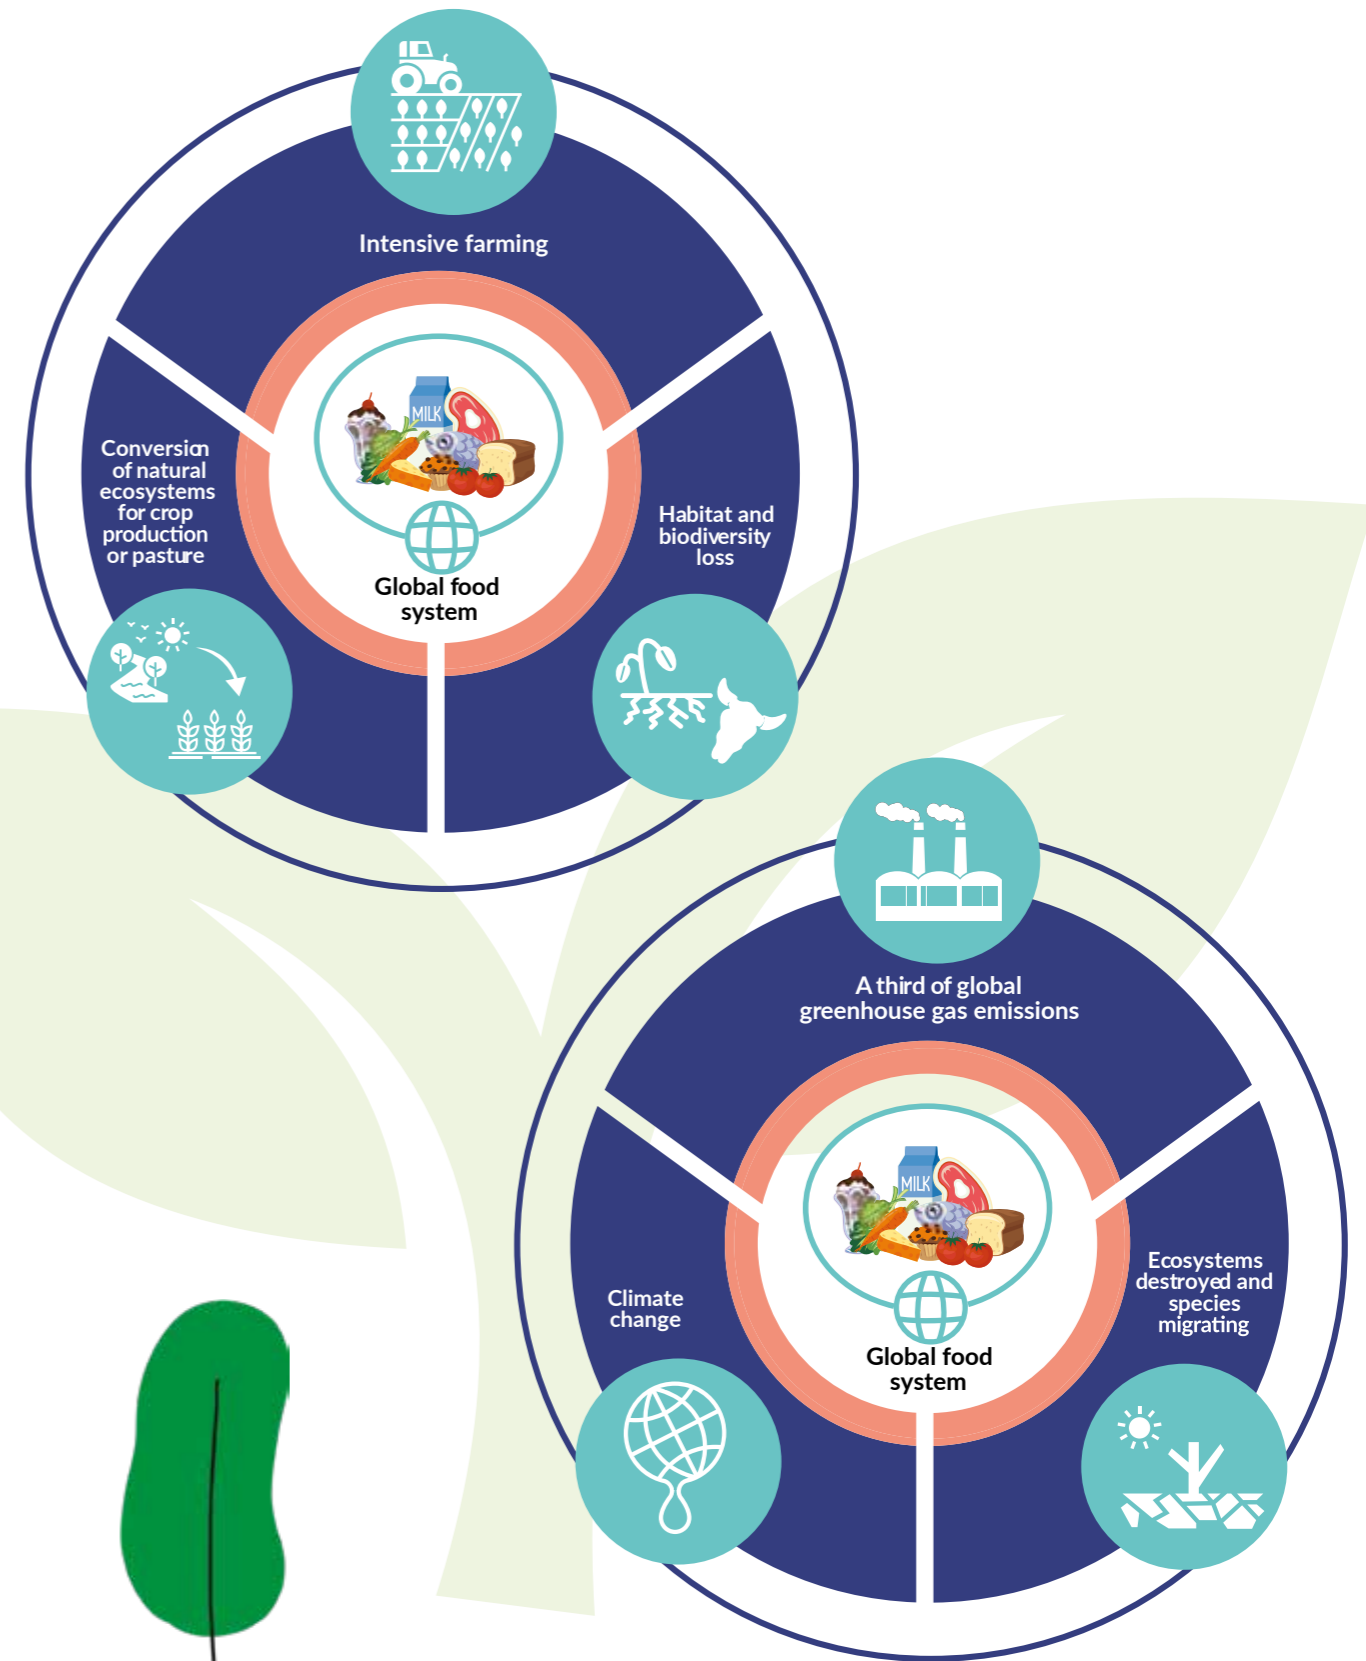 Intensive farming
MILK
Conversion
of natural
ecosystems
for crop
production
or pasture
Habitat and
biodiversity
loss
Global food
system
A third of global
greenhouse gas emissions
MILK
Climate
change
Ecosystems
destroyed and
species
migrating
Global food
system